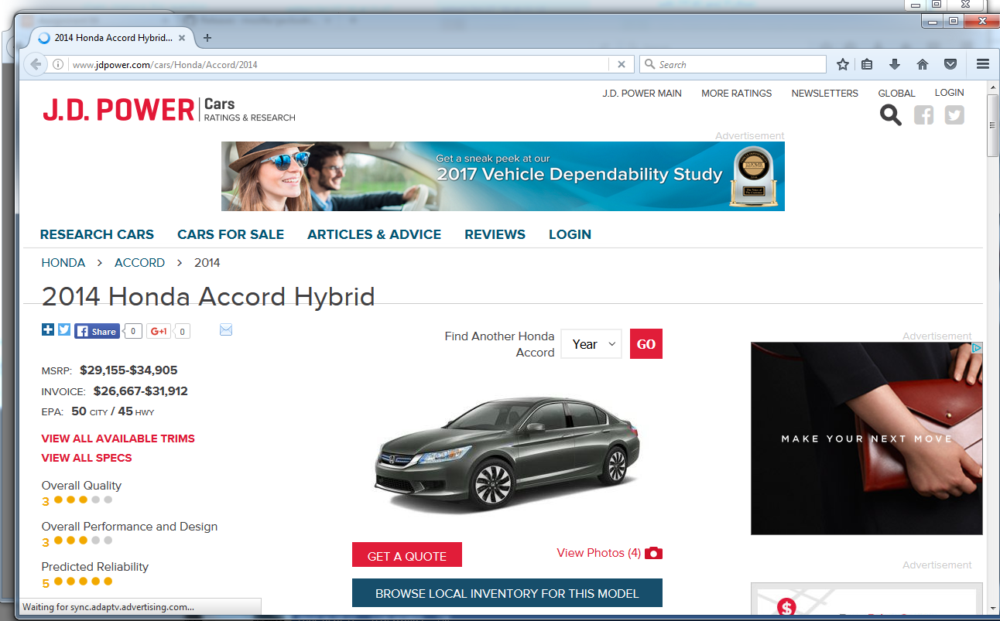 2014 Honda Accord Hybrid...
www.jdpower.com/cars/Honda/Accord/2014
Search
J.D. POWER MAIN MORE RATINGS NEWSLETTERS GLOBAL LOGIN
J.D. POWER Cars
RATINGS & RESEARCH
Advertisement
Get a sneak peek at our
2017 Vehicle Dependability Study
J.D. POWER
RESEARCH CARS CARS FOR SALE ARTICLES & ADVICE REVIEWS LOGIN
HONDA > ACCORD > 2014
2014 Honda Accord Hybrid
Share 0 G+1 0
Find Another Honda
Accord
Year
GO
Advertisement
MSRP: $29,155-$34,905
INVOICE: $26,667-$31,912
EPA: 50 CITY / 45 HWY
VIEW ALL AVAILABLE TRIMS
VIEW ALL SPECS
MAKE YOUR NEXT MOVE
Overall Quality
3
Overall Performance and Design
3
Predicted Reliability
5
GET A QUOTE
View Photos (4)
BROWSE LOCAL INVENTORY FOR THIS MODEL
Advertisement
$
Waiting for sync.adaptv.advertising.com...